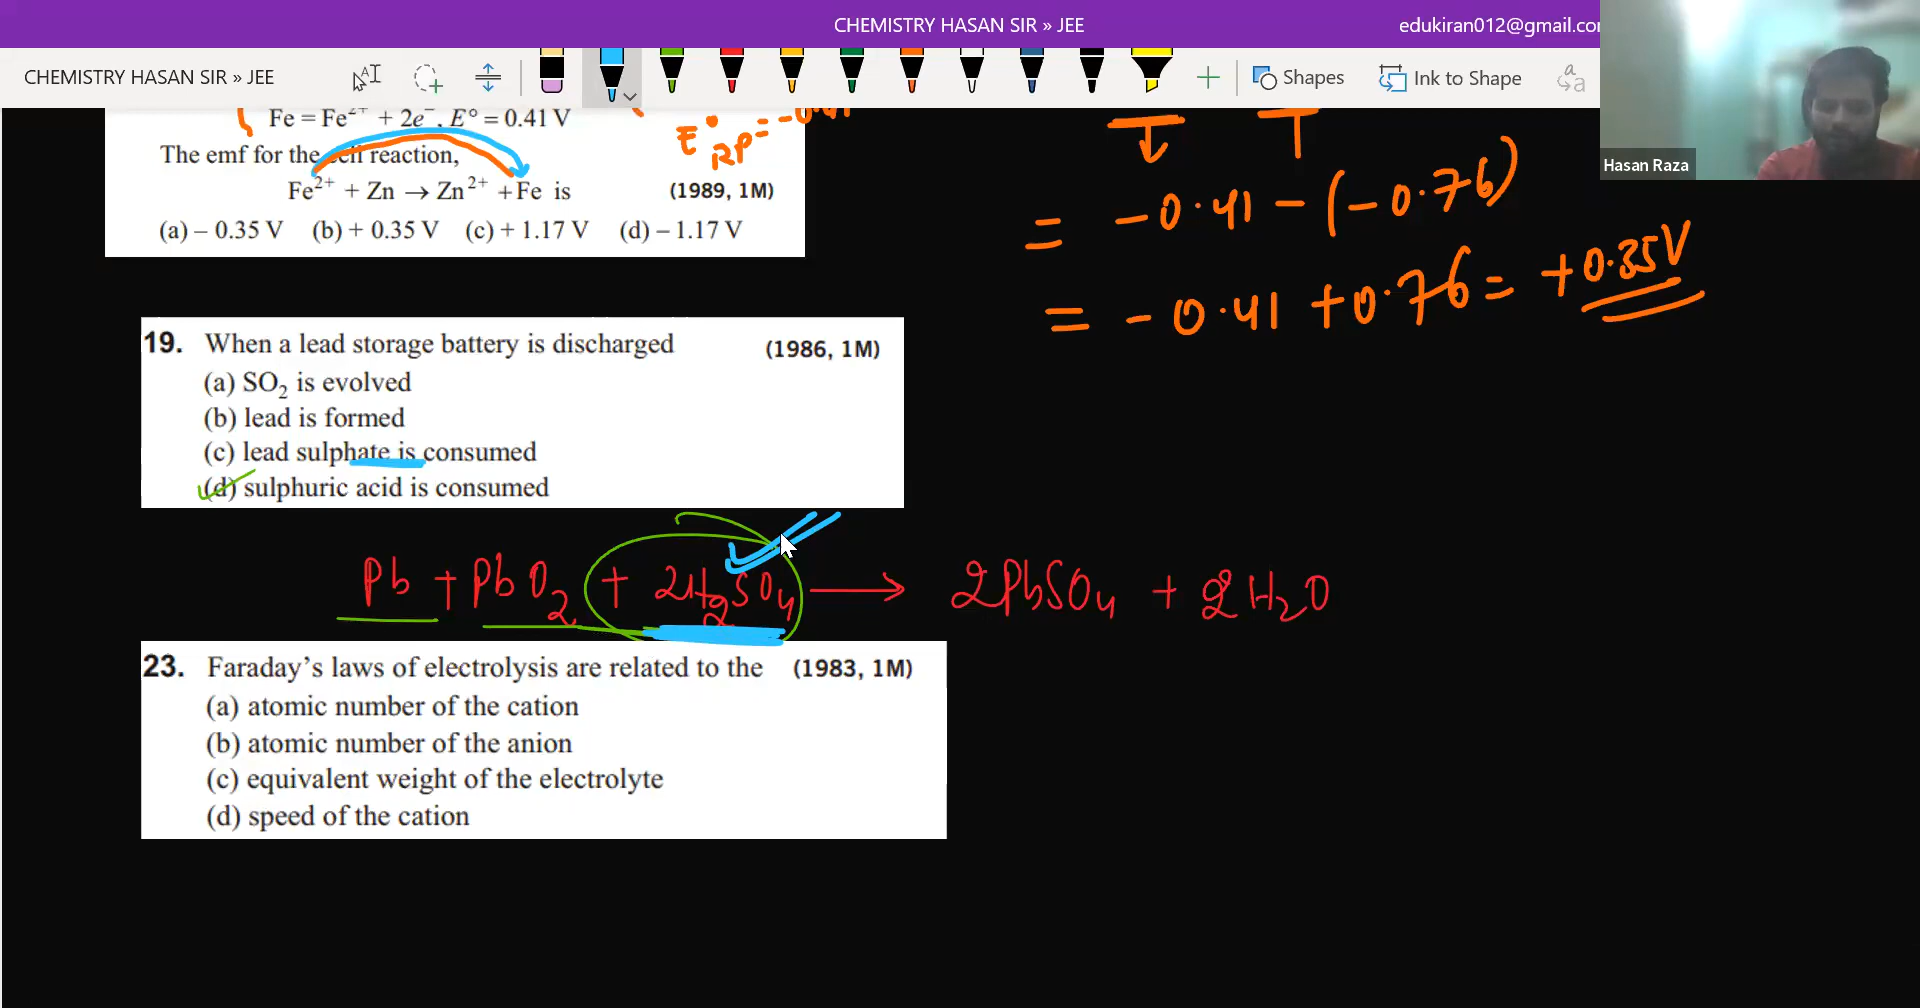 CHEMISTRY HASAN SIR » JEE
edukiran012@gmail.co
CHEMISTRY HASAN SIR » JEE
Shapes
Ink to Shape
Hasan Raza
Fe = Fe²⁺ + 2e⁻, E° = 0.41 V
E°RP = -0.41
The emf for the cell reaction,
Fe²⁺ + Zn → Zn²⁺ + Fe is (1989, 1M)
(a) – 0.35 V (b) + 0.35 V (c) + 1.17 V (d) – 1.17 V
= -0.41 - (-0.76)
= -0.41 + 0.76 = +0.35V
19. When a lead storage battery is discharged (1986, 1M)
(a) SO₂ is evolved
(b) lead is formed
(c) lead sulphate is consumed
(d) sulphuric acid is consumed
Pb + PbO₂ + 2H₂SO₄ → 2PbSO₄ + 2H₂O
23. Faraday’s laws of electrolysis are related to the (1983, 1M)
(a) atomic number of the cation
(b) atomic number of the anion
(c) equivalent weight of the electrolyte
(d) speed of the cation